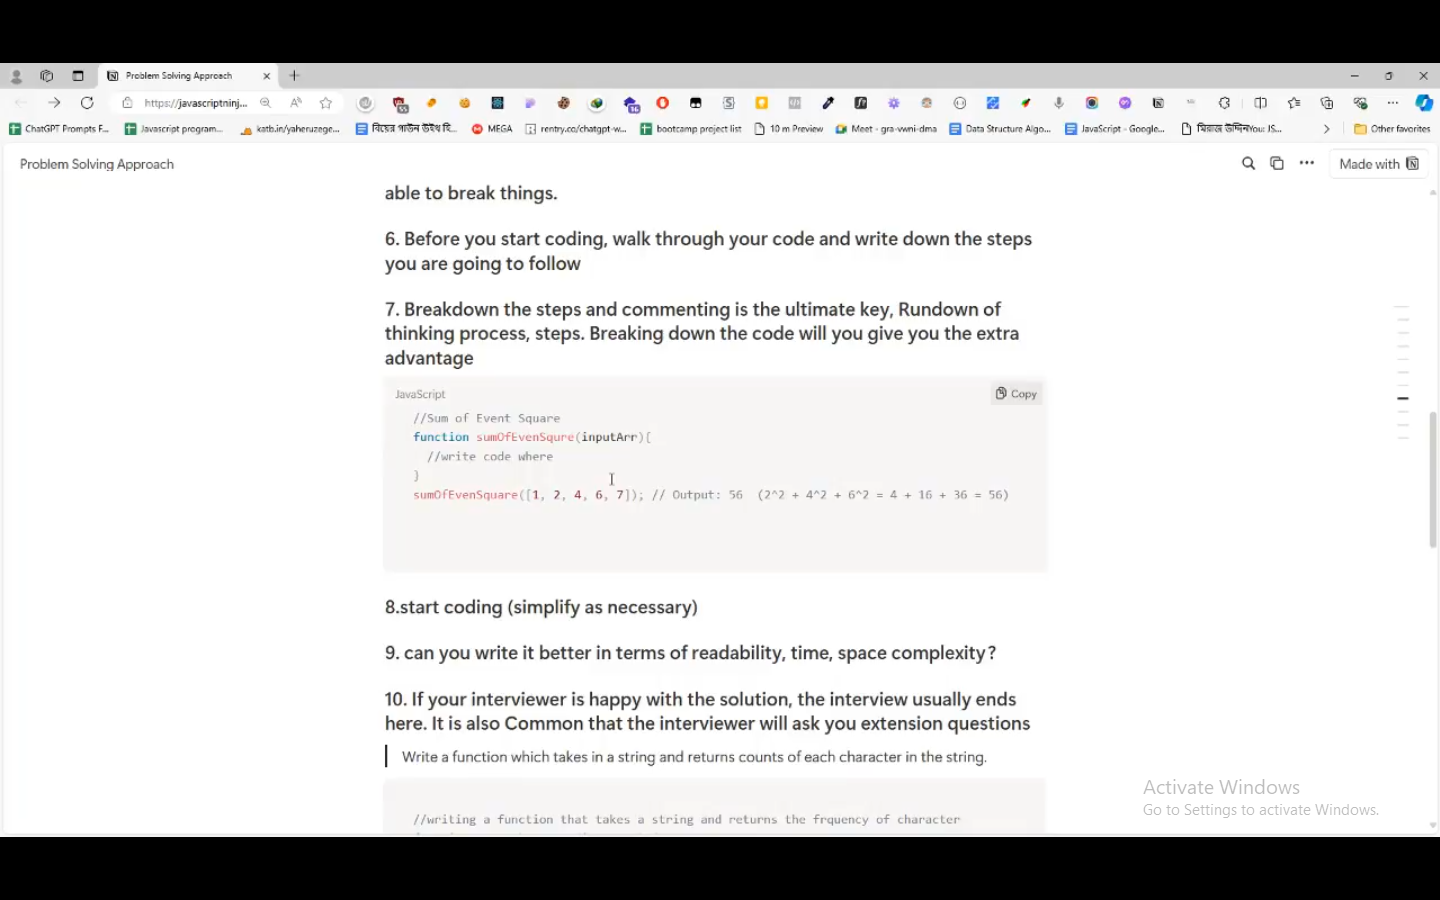 Problem Solving Approach
https://javascriptninj...
ChatGPT Prompts F...
Javascript program...
katb.in/yaheruzege...
বিয়ের গাউন উইথ হি...
MEGA
rentry.co/chatgpt-w...
bootcamp project list
10 m Preview
Meet - gra-vwni-dma
Data Structure Algo...
JavaScript - Google...
Other favorites
Problem Solving Approach
Made with
able to break things.
6. Before you start coding, walk through your code and write down the steps
you are going to follow
7. Breakdown the steps and commenting is the ultimate key, Rundown of
thinking process, steps. Breaking down the code will you give you the extra
advantage
JavaScript
Copy
//Sum of Event Square
function sumOfEvenSqure(inputArr){
//write code where
}
sumOfEvenSquare([1, 2, 4, 6, 7]); // Output: 56 (2^2 + 4^2 + 6^2 = 4 + 16 + 36 = 56)
8.start coding (simplify as necessary)
9. can you write it better in terms of readability, time, space complexity?
10. If your interviewer is happy with the solution, the interview usually ends
here. It is also Common that the interviewer will ask you extension questions
Write a function which takes in a string and returns counts of each character in the string.
//writing a function that takes a string and returns the frquency of character
Activate Windows
Go to Settings to activate Windows.